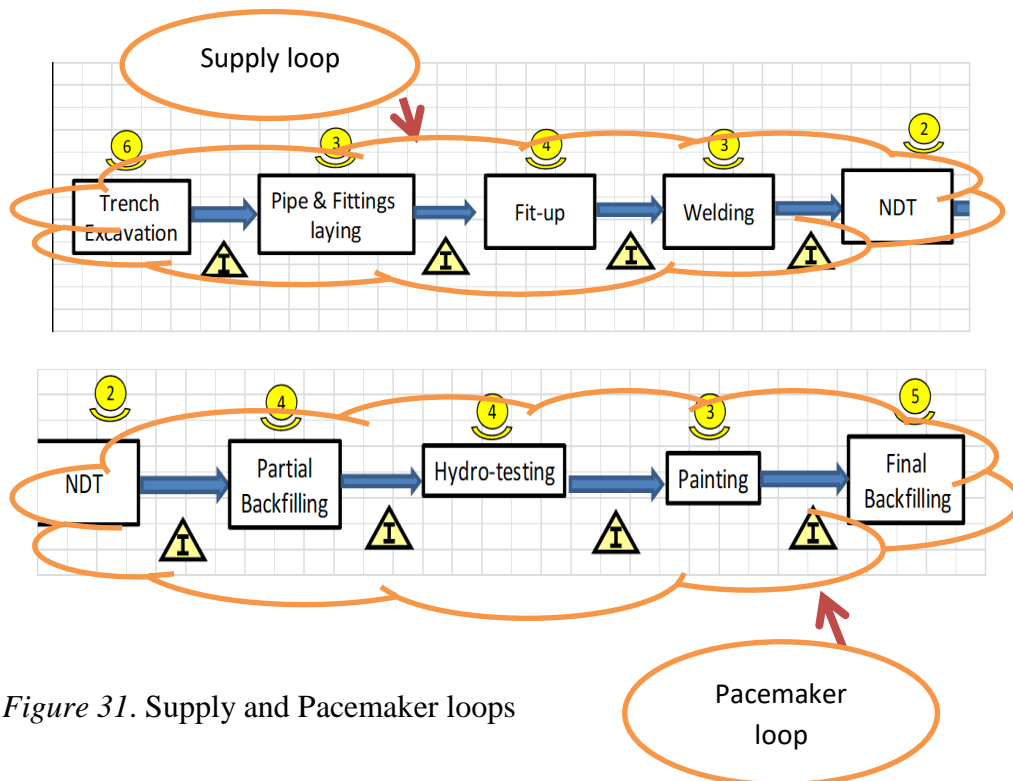 Supply loop
6
3
4
3
2
Trench
Excavation
Pipe & Fittings
laying
Fit-up
Welding
NDT
I
I
I
I
2
4
4
3
5
NDT
Partial
Backfilling
Hydro-testing
Painting
Final
Backfilling
I
I
I
I
Pacemaker
loop
Figure 31. Supply and Pacemaker loops